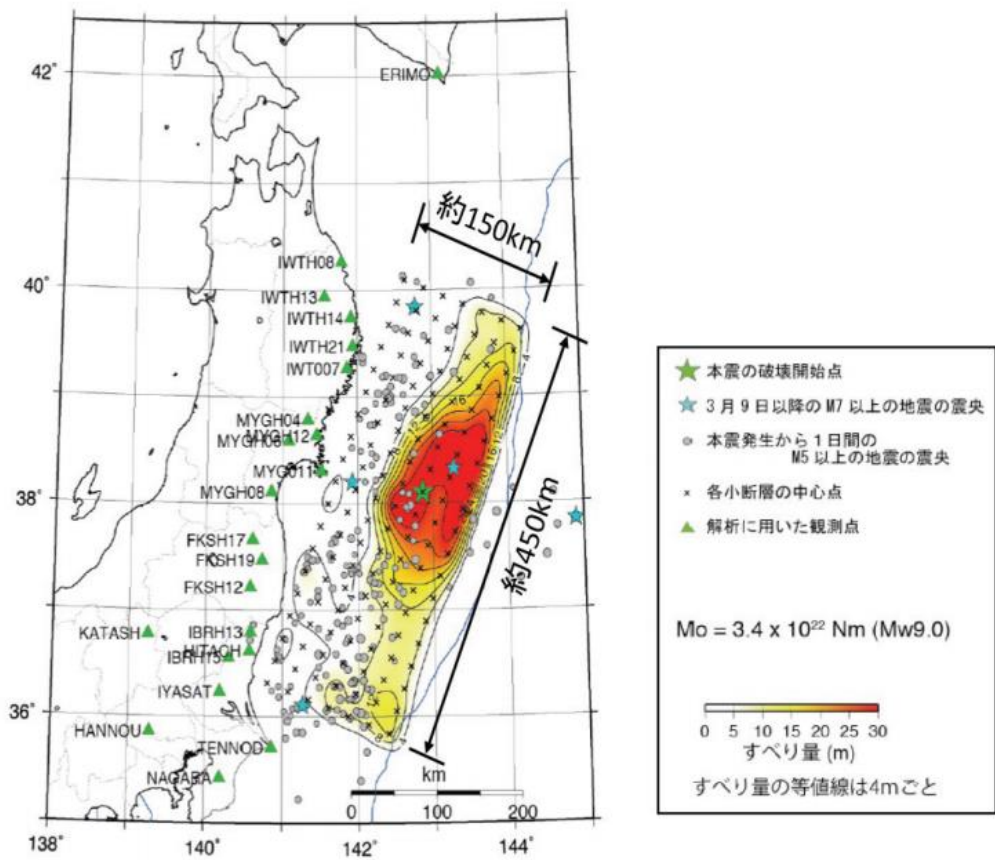 42°
40°
38°
36°
138°
140°
142°
144°
ERIMO
約150km
IWTH08
IWTH13
IWTH14
IWTH21
IWT007
MYGH04
MYGH12
MYGH06
MYG011
MYGH08
約450km
FKSH17
FKSH19
FKSH12
KATASH
IBRH13
HITACH
IBRH15
IYASAT
HANNOU
TENNOD
NAGARA
km
0 100 200
本震の破壊開始点
3月9日以降のM7以上の地震の震央
本震発生から1日間の
M5以上の地震の震央
各小断層の中心点
解析に用いた観測点
Mo = 3.4 x 10²² Nm (Mw9.0)
0 5 10 15 20 25 30
すべり量 (m)
すべり量の等値線は4mごと